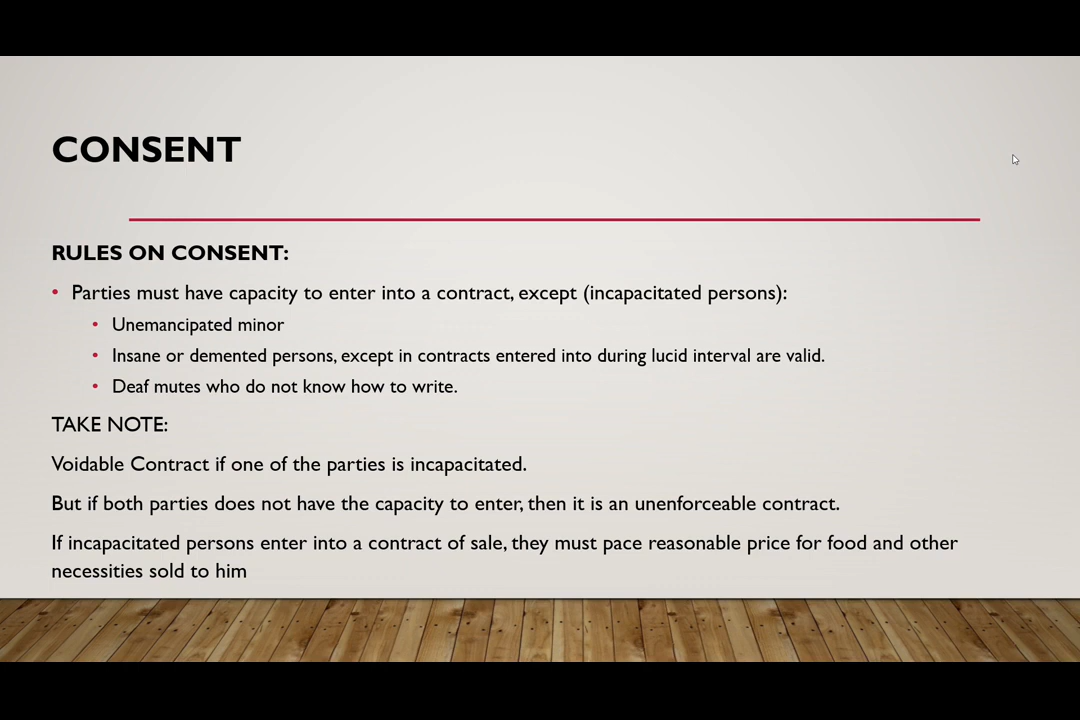 CONSENT
RULES ON CONSENT:
• Parties must have capacity to enter into a contract, except (incapacitated persons):
• Unemancipated minor
• Insane or demented persons, except in contracts entered into during lucid interval are valid.
• Deaf mutes who do not know how to write.
TAKE NOTE:
Voidable Contract if one of the parties is incapacitated.
But if both parties does not have the capacity to enter, then it is an unenforceable contract.
If incapacitated persons enter into a contract of sale, they must pace reasonable price for food and other
necessities sold to him